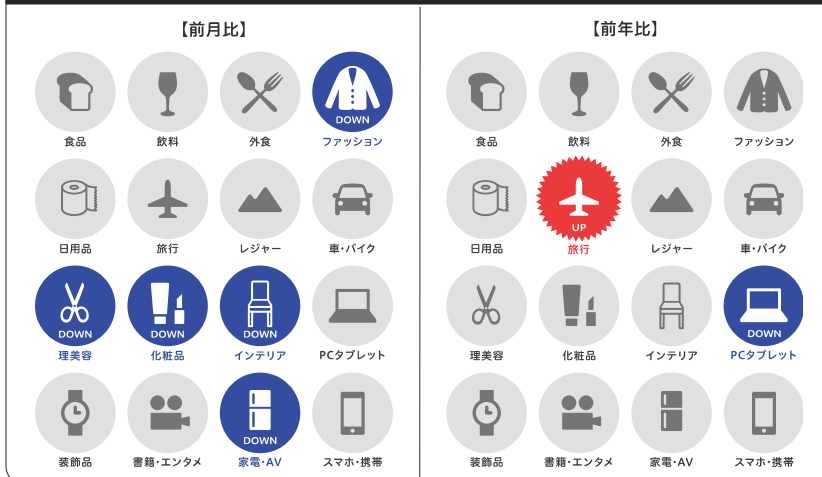 【前月比】
食品 飲料 外食 DOWN ファッション
日用品 旅行 レジャー 車・バイク
DOWN 理美容 DOWN 化粧品 DOWN インテリア PCタブレット
装飾品 書籍・エンタメ DOWN 家電・AV スマホ・携帯
【前年比】
食品 飲料 外食 ファッション
日用品 UP 旅行 レジャー 車・バイク
理美容 化粧品 インテリア DOWN PCタブレット
装飾品 書籍・エンタメ 家電・AV スマホ・携帯